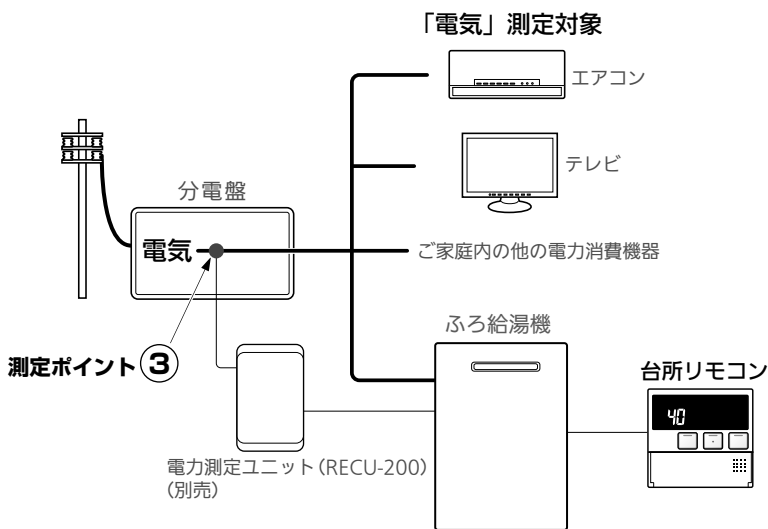 「電気」測定対象
エアコン
テレビ
分電盤
電気
ご家庭内の他の電力消費機器
測定ポイント③
ふろ給湯機
台所リモコン
40
電力測定ユニット(RECU-200)
(別売)